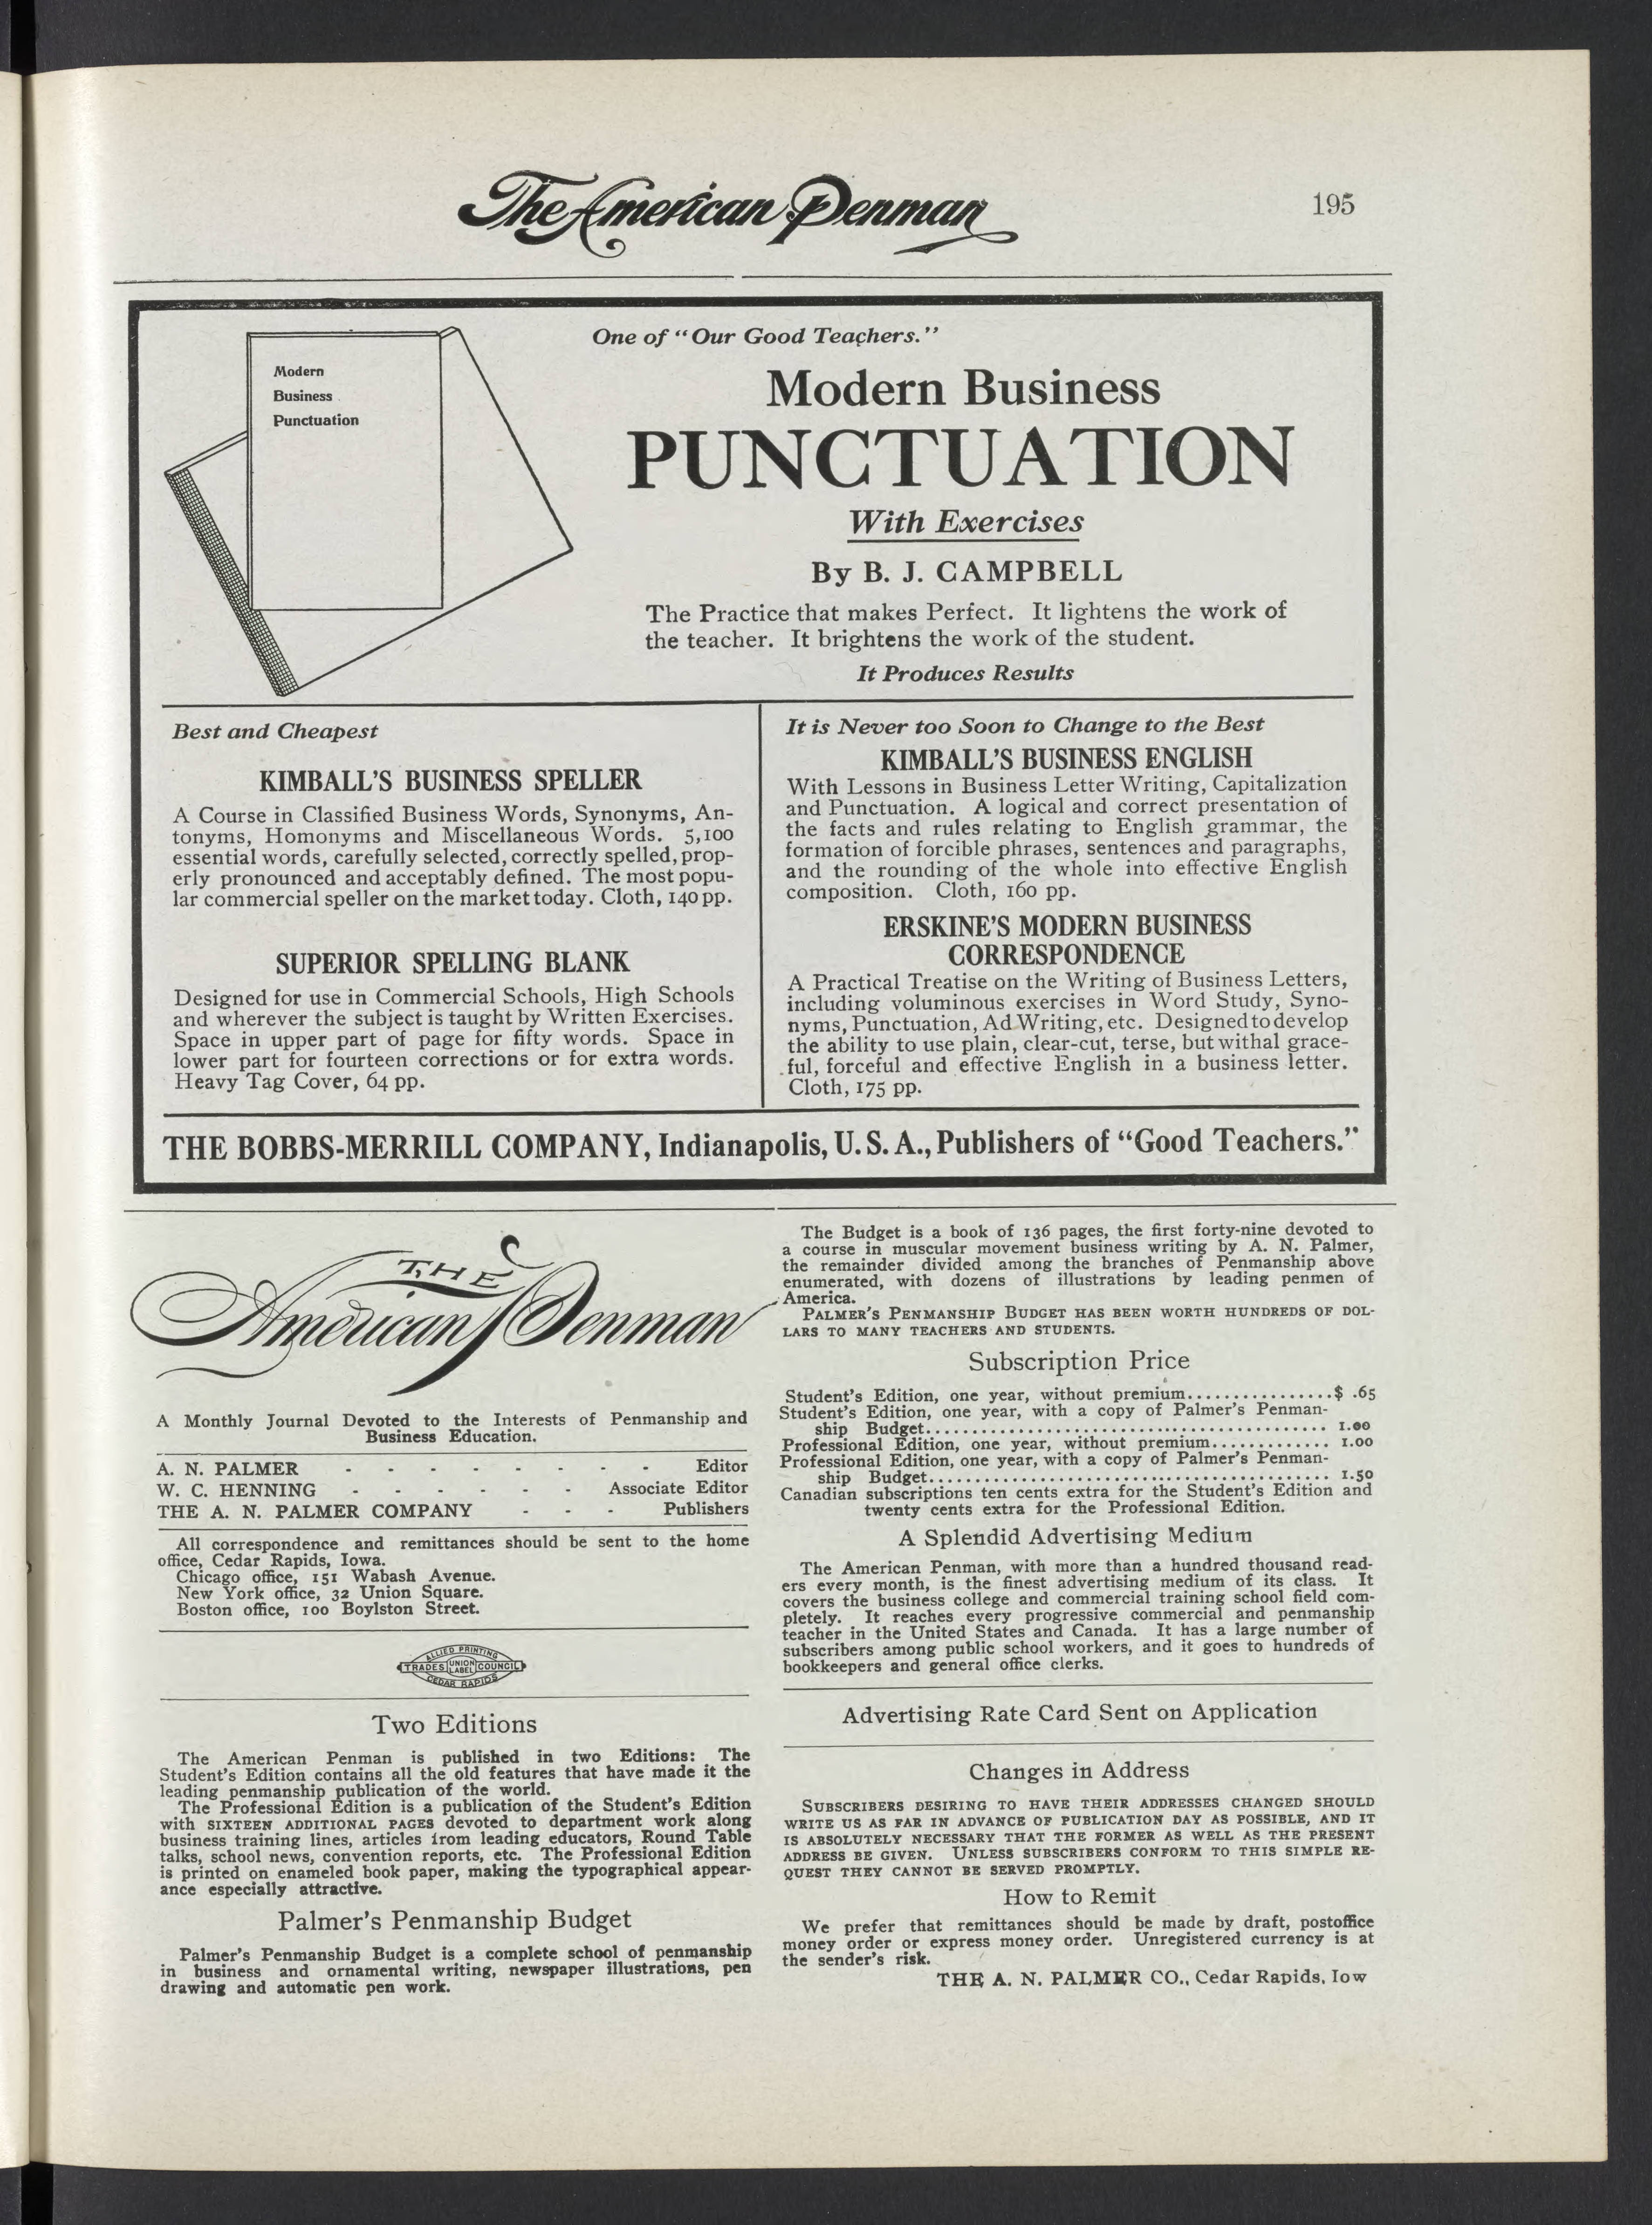 The American Penman
195
Modern
Business
Punctuation
One of "Our Good Teachers."
Modern Business
PUNCTUATION
With Exercises
By B. J. CAMPBELL
The Practice that makes Perfect. It lightens the work of
the teacher. It brightens the work of the student.
It Produces Results
Best and Cheapest
KIMBALL'S BUSINESS SPELLER
A Course in Classified Business Words, Synonyms, An-
tonyms, Homonyms and Miscellaneous Words. 5,100
essential words, carefully selected, correctly spelled, prop-
erly pronounced and acceptably defined. The most popu-
lar commercial speller on the market today. Cloth, 140 pp.
SUPERIOR SPELLING BLANK
Designed for use in Commercial Schools, High Schools
and wherever the subject is taught by Written Exercises.
Space in upper part of page for fifty words. Space in
lower part for fourteen corrections or for extra words.
Heavy Tag Cover, 64 pp.
It is Never too Soon to Change to the Best
KIMBALL'S BUSINESS ENGLISH
With Lessons in Business Letter Writing, Capitalization
and Punctuation. A logical and correct presentation of
the facts and rules relating to English grammar, the
formation of forcible phrases, sentences and paragraphs,
and the rounding of the whole into effective English
composition. Cloth, 160 pp.
ERSKINE'S MODERN BUSINESS
CORRESPONDENCE
A Practical Treatise on the Writing of Business Letters,
including voluminous exercises in Word Study, Syno-
nyms, Punctuation, Ad Writing, etc. Designed to develop
the ability to use plain, clear-cut, terse, but withal grace-
ful, forceful and effective English in a business letter.
Cloth, 175 pp.
THE BOBBS-MERRILL COMPANY, Indianapolis, U. S. A., Publishers of "Good Teachers."
THE
American Penman
A Monthly Journal Devoted to the Interests of Penmanship and
Business Education.
A. N. PALMER - - - - - - - - Editor
W. C. HENNING - - - - - - Associate Editor
THE A. N. PALMER COMPANY - - - Publishers
All correspondence and remittances should be sent to the home
office, Cedar Rapids, Iowa.
Chicago office, 151 Wabash Avenue.
New York office, 32 Union Square.
Boston office, 100 Boylston Street.
ALLIED PRINTING
TRADES UNION LABEL COUNCIL
CEDAR RAPIDS
Two Editions
The American Penman is published in two Editions: The
Student's Edition contains all the old features that have made it the
leading penmanship publication of the world.
The Professional Edition is a publication of the Student's Edition
with SIXTEEN ADDITIONAL PAGES devoted to department work along
business training lines, articles from leading educators, Round Table
talks, school news, convention reports, etc. The Professional Edition
is printed on enameled book paper, making the typographical appear-
ance especially attractive.
Palmer's Penmanship Budget
Palmer's Penmanship Budget is a complete school of penmanship
in business and ornamental writing, newspaper illustrations, pen
drawing and automatic pen work.
The Budget is a book of 136 pages, the first forty-nine devoted to
a course in muscular movement business writing by A. N. Palmer,
the remainder divided among the branches of Penmanship above
enumerated, with dozens of illustrations by leading penmen of
America.
PALMER'S PENMANSHIP BUDGET HAS BEEN WORTH HUNDREDS OF DOL-
LARS TO MANY TEACHERS AND STUDENTS.
Subscription Price
Student's Edition, one year, without premium................$ .65
Student's Edition, one year, with a copy of Palmer's Penman-
ship Budget............................................ 1.00
Professional Edition, one year, without premium............. 1.00
Professional Edition, one year, with a copy of Palmer's Penman-
ship Budget............................................ 1.50
Canadian subscriptions ten cents extra for the Student's Edition and
twenty cents extra for the Professional Edition.
A Splendid Advertising Medium
The American Penman, with more than a hundred thousand read-
ers every month, is the finest advertising medium of its class. It
covers the business college and commercial training school field com-
pletely. It reaches every progressive commercial and penmanship
teacher in the United States and Canada. It has a large number of
subscribers among public school workers, and it goes to hundreds of
bookkeepers and general office clerks.
Advertising Rate Card Sent on Application
Changes in Address
SUBSCRIBERS DESIRING TO HAVE THEIR ADDRESSES CHANGED SHOULD
WRITE US AS FAR IN ADVANCE OF PUBLICATION DAY AS POSSIBLE, AND IT
IS ABSOLUTELY NECESSARY THAT THE FORMER AS WELL AS THE PRESENT
ADDRESS BE GIVEN. UNLESS SUBSCRIBERS CONFORM TO THIS SIMPLE RE-
QUEST THEY CANNOT BE SERVED PROMPTLY.
How to Remit
We prefer that remittances should be made by draft, postoffice
money order or express money order. Unregistered currency is at
the sender's risk.
THE A. N. PALMER CO., Cedar Rapids, Iow